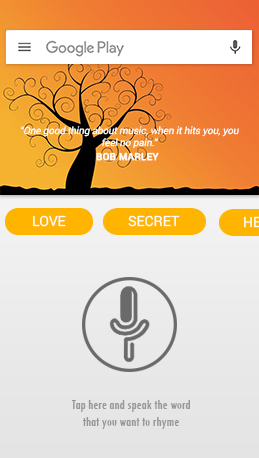 Google Play
"One good thing about music, when it hits you, you
feel no pain."
BOB MARLEY
LOVE
SECRET
HE
Tap here and speak the word
that you want to rhyme